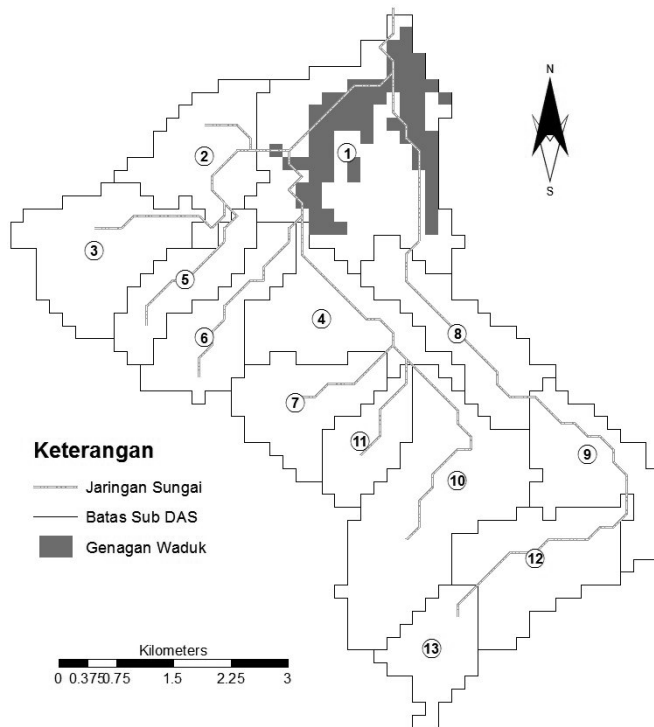 N
S
1
2
3
5
4
6
8
7
11
9
10
12
13
Keterangan
Jaringan Sungai
Batas Sub DAS
Genagan Waduk
Kilometers
0 0.375 0.75 1.5 2.25 3